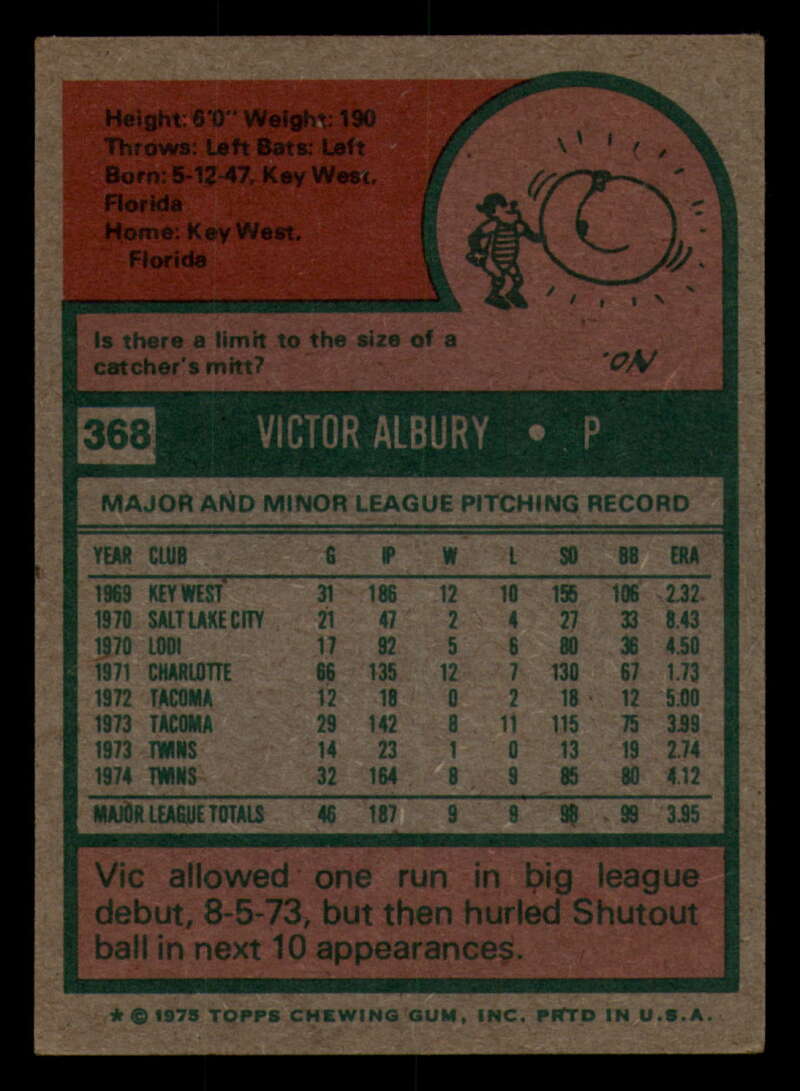 Height: 6'0" Weight: 190
Throws: Left Bats: Left
Born: 5-12-47, Key West,
Florida
Home: Key West,
Florida
Is there a limit to the size of a
catcher's mitt?
No.
368 VICTOR ALBURY • P
MAJOR AND MINOR LEAGUE PITCHING RECORD
YEAR CLUB G IP W L SO BB ERA
1969 KEY WEST 31 186 12 10 155 106 2.32
1970 SALT LAKE CITY 21 47 2 4 27 33 8.43
1970 LODI 17 92 5 6 80 36 4.50
1971 CHARLOTTE 66 135 12 7 130 67 1.73
1972 TACOMA 12 18 0 2 18 12 5.00
1973 TACOMA 29 142 8 11 115 75 3.99
1973 TWINS 14 23 1 0 13 19 2.74
1974 TWINS 32 164 8 9 85 80 4.12
MAJOR LEAGUE TOTALS 46 187 9 9 98 99 3.95
Vic allowed one run in big league
debut, 8-5-73, but then hurled Shutout
ball in next 10 appearances.
* © 1975 TOPPS CHEWING GUM, INC. PRTD IN U.S.A.